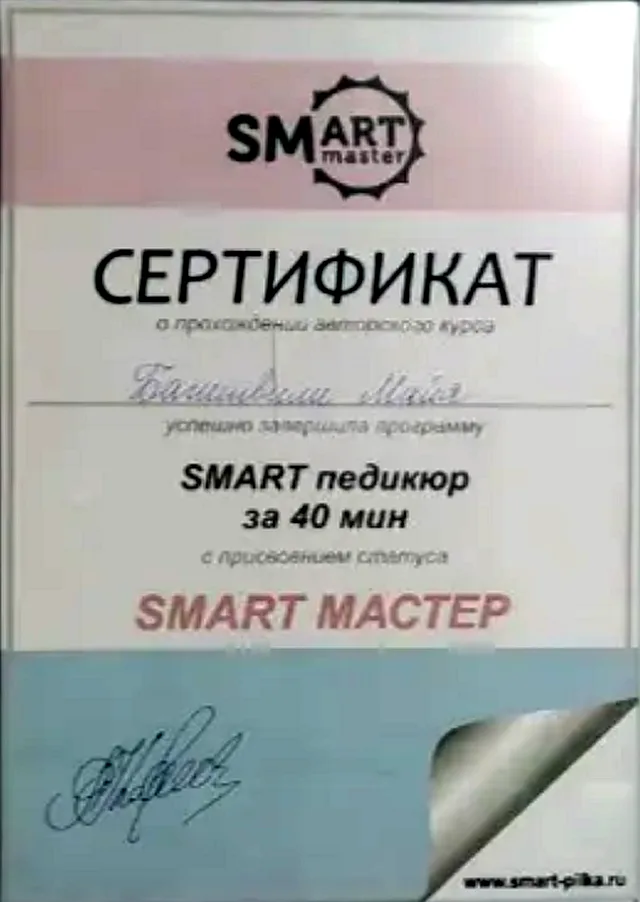 SMART
master
СЕРТИФИКАТ
о прохождении авторского курса
Майя
успешно завершила программу
SMART педикюр
за 40 мин
с присвоением статуса
SMART МАСТЕР
www.smart-pilka.ru